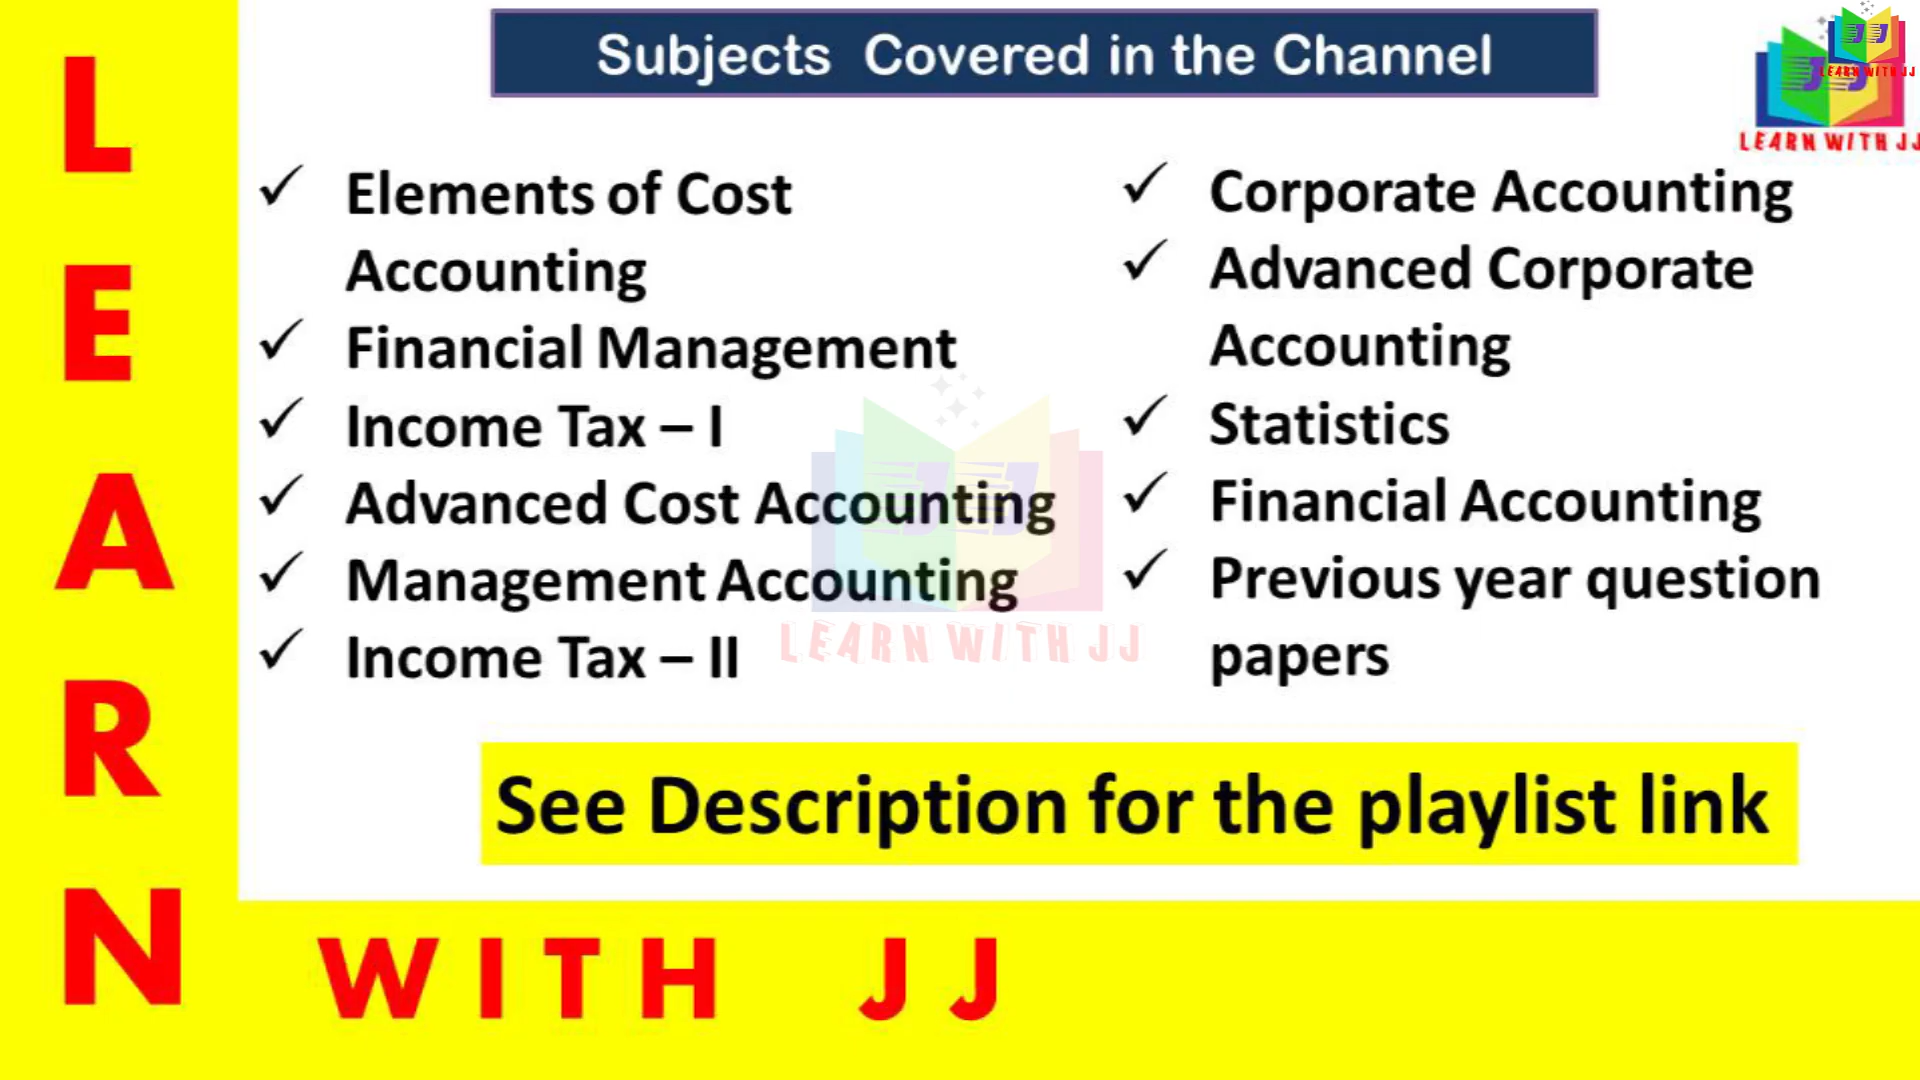 Subjects Covered in the Channel
LEARN WITH JJ
LEARN WITH JJ
Elements of Cost
Accounting
Financial Management
Income Tax – I
Advanced Cost Accounting
Management Accounting
Income Tax – II
Corporate Accounting
Advanced Corporate
Accounting
Statistics
Financial Accounting
Previous year question
papers
LEARN WITH JJ
See Description for the playlist link
L
E
A
R
N
WITH JJ